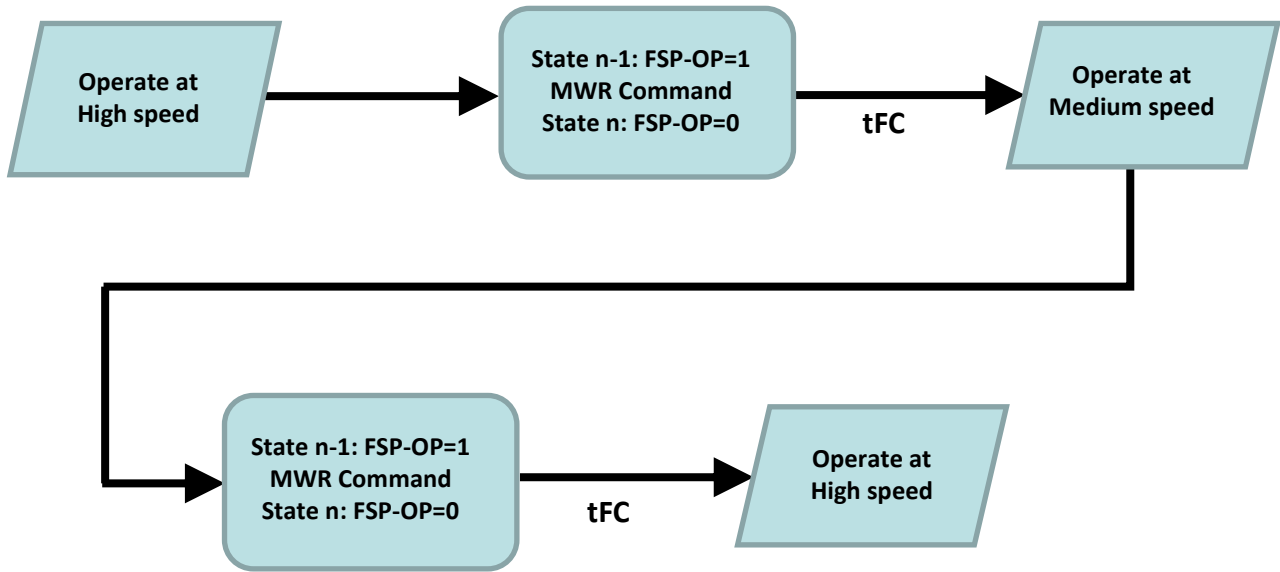 Operate at
High speed
State n-1: FSP-OP=1
MWR Command
State n: FSP-OP=0
tFC
Operate at
Medium speed
State n-1: FSP-OP=1
MWR Command
State n: FSP-OP=0
tFC
Operate at
High speed